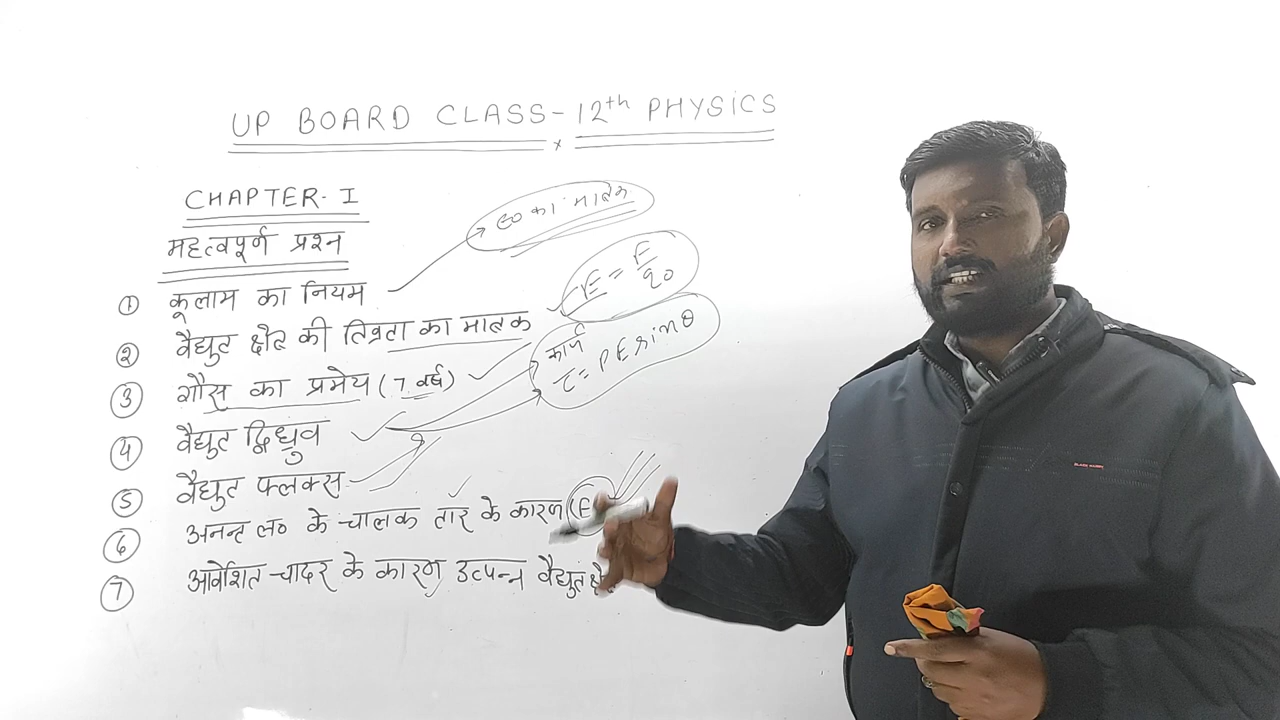 UP BOARD CLASS-12th PHYSICS
CHAPTER-I
महत्वपूर्ण प्रश्न
① कूलाम का नियम
ε0 का मात्रक
② वैद्युत क्षेत्र की तिव्रता का मात्रक
E = F/q0
③ गौस का प्रमेय (7. वर्ष)
कार्य
τ = PE sinθ
④ वैद्युत द्विध्रुव
⑤ वैद्युत फ्लक्स
⑥ अनन्त ल० के चालक तार के कारण (E
⑦ आवेशित चादर के कारण उत्पन्न वैद्युत क्षे